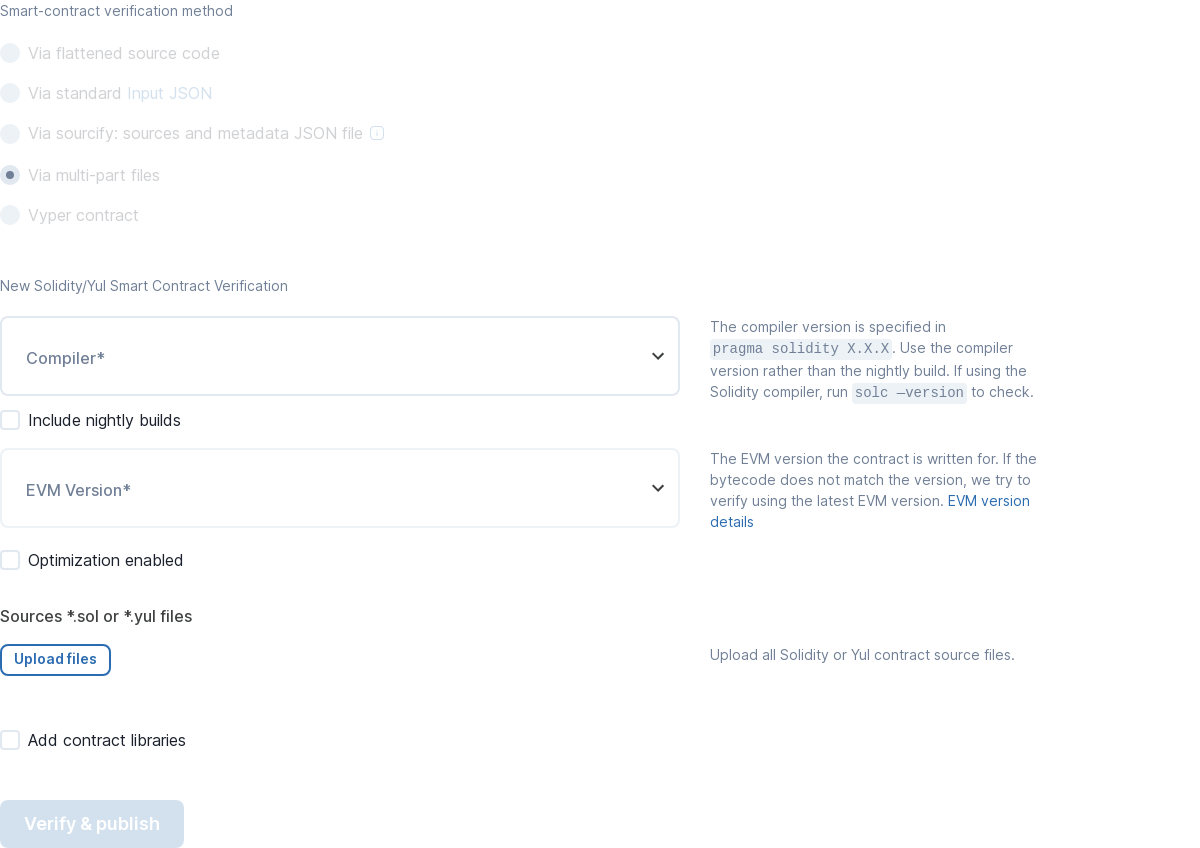 Smart-contract verification method
Via flattened source code
Via standard Input JSON
Via sourcify: sources and metadata JSON file
Via multi-part files
Vyper contract
New Solidity/Yul Smart Contract Verification
Compiler*
The compiler version is specified in
pragma solidity X.X.X. Use the compiler
version rather than the nightly build. If using the
Solidity compiler, run solc —version to check.
Include nightly builds
EVM Version*
The EVM version the contract is written for. If the
bytecode does not match the version, we try to
verify using the latest EVM version. EVM version
details
Optimization enabled
Sources *.sol or *.yul files
Upload files
Upload all Solidity or Yul contract source files.
Add contract libraries
Verify & publish